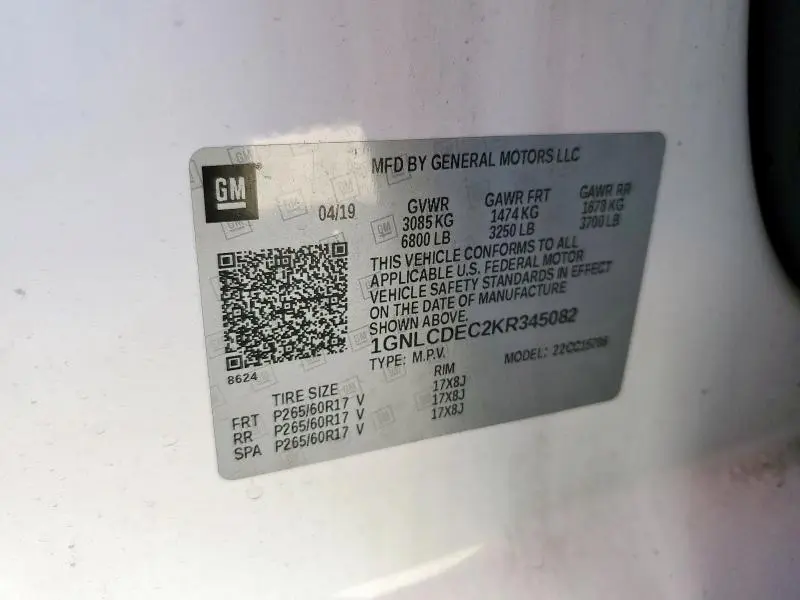 MFD BY GENERAL MOTORS LLC
GM
04/19
GVWR GAWR FRT GAWR RR
3085 KG 1474 KG 1678 KG
6800 LB 3250 LB 3700 LB
THIS VEHICLE CONFORMS TO ALL
APPLICABLE U.S. FEDERAL MOTOR
VEHICLE SAFETY STANDARDS IN EFFECT
ON THE DATE OF MANUFACTURE
SHOWN ABOVE.
1GNLCDEC2KR345082
TYPE: M.P.V. MODEL: 22CC15706
8624
TIRE SIZE RIM
FRT P265/60R17 V 17X8J
RR P265/60R17 V 17X8J
SPA P265/60R17 V 17X8J